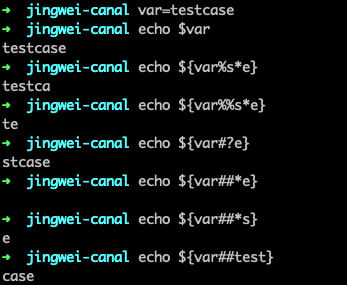 ➜ jingwei-canal var=testcase
➜ jingwei-canal echo $var
testcase
➜ jingwei-canal echo ${var%s*e}
testca
➜ jingwei-canal echo ${var%%s*e}
te
➜ jingwei-canal echo ${var#?e}
stcase
➜ jingwei-canal echo ${var##*e}

➜ jingwei-canal echo ${var##*s}
e
➜ jingwei-canal echo ${var##test}
case